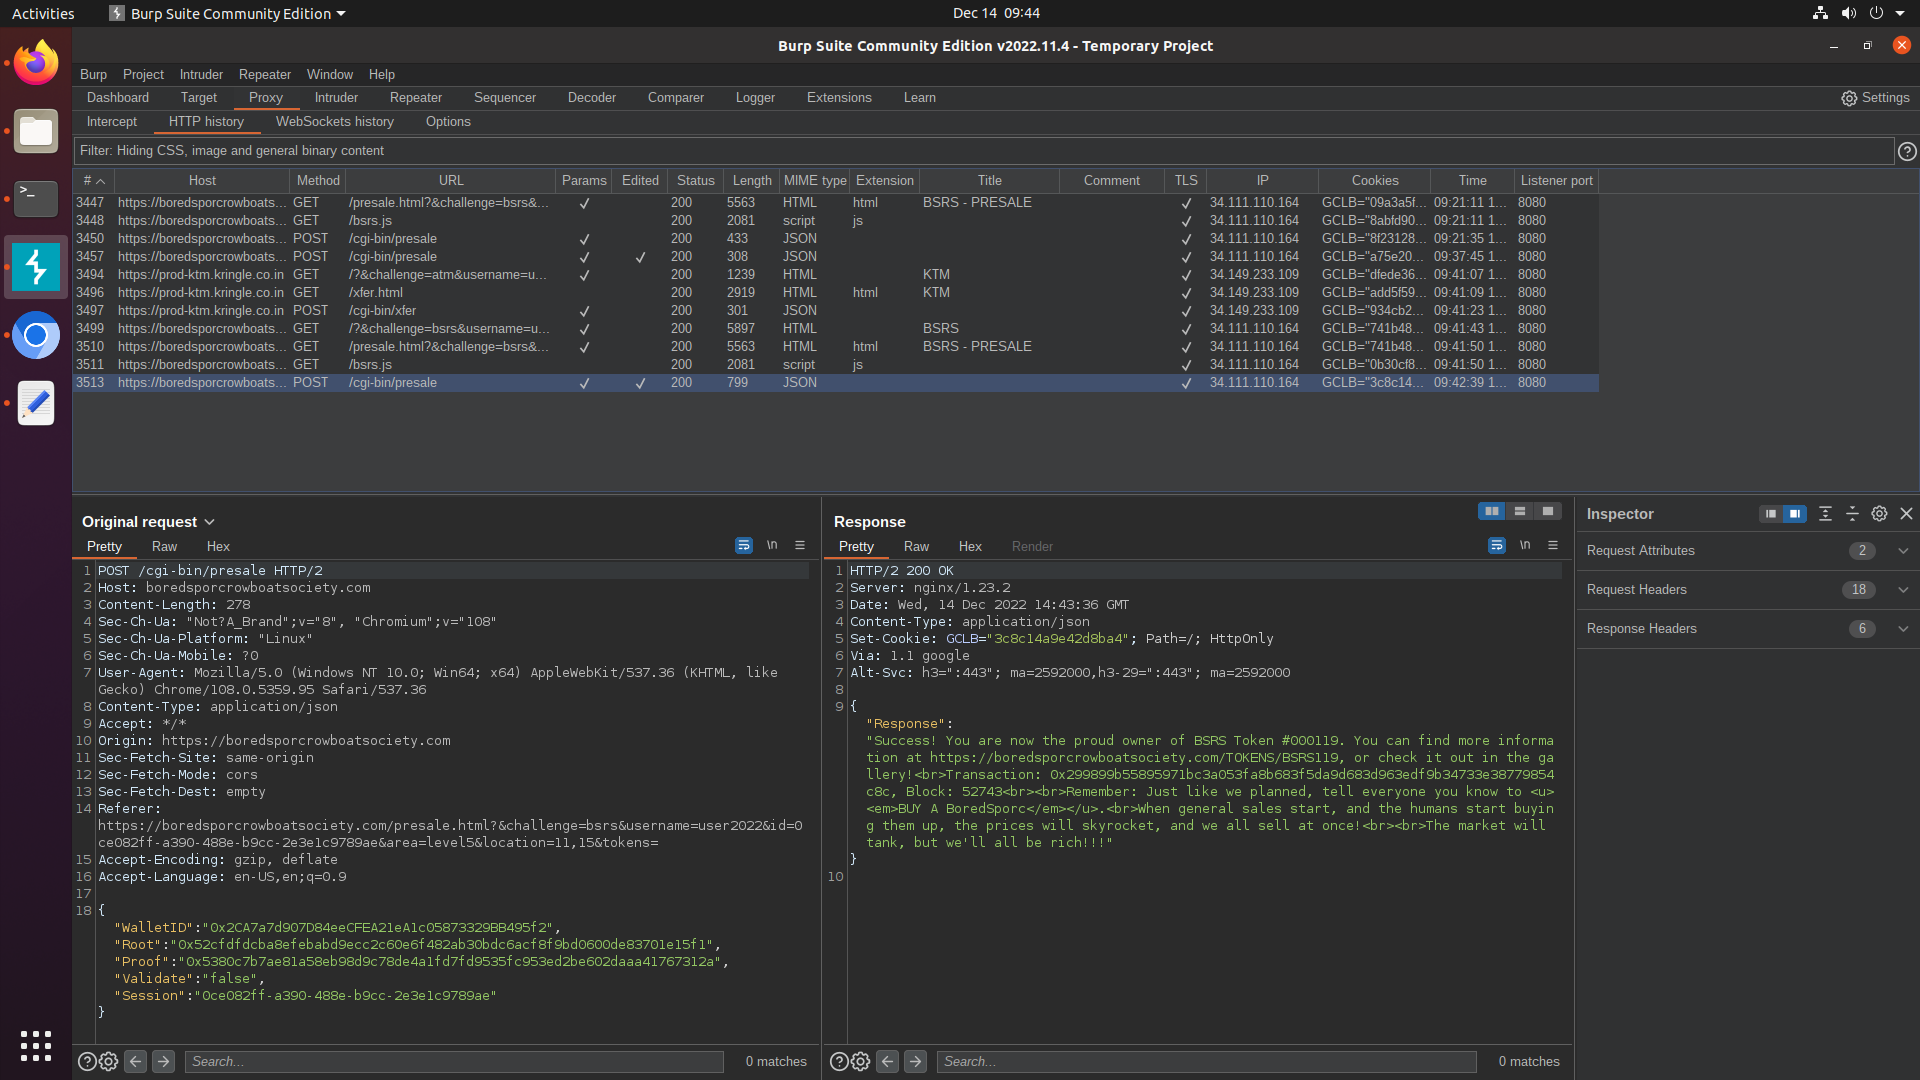 Activities Burp Suite Community Edition Dec 14 09:44
Burp Suite Community Edition v2022.11.4 - Temporary Project
Burp Project Intruder Repeater Window Help
Dashboard Target Proxy Intruder Repeater Sequencer Decoder Comparer Logger Extensions Learn Settings
Intercept HTTP history WebSockets history Options
Filter: Hiding CSS, image and general binary content
# Host Method URL Params Edited Status Length MIME type Extension Title Comment TLS IP Cookies Time Listener port
3447 https://boredsporcrowboats... GET /presale.html?&challenge=bsrs&... ✓ 200 5563 HTML html BSRS - PRESALE ✓ 34.111.110.164 GCLB="09a3a5f... 09:21:11 1... 8080
3448 https://boredsporcrowboats... GET /bsrs.js 200 2081 script js ✓ 34.111.110.164 GCLB="8abfd90... 09:21:11 1... 8080
3450 https://boredsporcrowboats... POST /cgi-bin/presale ✓ 200 433 JSON ✓ 34.111.110.164 GCLB="8f23128... 09:21:35 1... 8080
3457 https://boredsporcrowboats... POST /cgi-bin/presale ✓ ✓ 200 308 JSON ✓ 34.111.110.164 GCLB="a75e20... 09:37:45 1... 8080
3494 https://prod-ktm.kringle.co.in GET /?&challenge=atm&username=u... ✓ 200 1239 HTML KTM ✓ 34.149.233.109 GCLB="dfede36... 09:41:07 1... 8080
3496 https://prod-ktm.kringle.co.in GET /xfer.html 200 2919 HTML html KTM ✓ 34.149.233.109 GCLB="add5f59... 09:41:09 1... 8080
3497 https://prod-ktm.kringle.co.in POST /cgi-bin/xfer ✓ 200 301 JSON ✓ 34.149.233.109 GCLB="934cb2... 09:41:23 1... 8080
3499 https://boredsporcrowboats... GET /?&challenge=bsrs&username=u... ✓ 200 5897 HTML BSRS ✓ 34.111.110.164 GCLB="741b48... 09:41:43 1... 8080
3510 https://boredsporcrowboats... GET /presale.html?&challenge=bsrs&... ✓ 200 5563 HTML html BSRS - PRESALE ✓ 34.111.110.164 GCLB="741b48... 09:41:50 1... 8080
3511 https://boredsporcrowboats... GET /bsrs.js 200 2081 script js ✓ 34.111.110.164 GCLB="0b30cf8... 09:41:50 1... 8080
3513 https://boredsporcrowboats... POST /cgi-bin/presale ✓ ✓ 200 799 JSON ✓ 34.111.110.164 GCLB="3c8c14... 09:42:39 1... 8080
Original request
Pretty Raw Hex \n
1 POST /cgi-bin/presale HTTP/2
2 Host: boredsporcrowboatsociety.com
3 Content-Length: 278
4 Sec-Ch-Ua: "Not?A_Brand";v="8", "Chromium";v="108"
5 Sec-Ch-Ua-Platform: "Linux"
6 Sec-Ch-Ua-Mobile: ?0
7 User-Agent: Mozilla/5.0 (Windows NT 10.0; Win64; x64) AppleWebKit/537.36 (KHTML, like
Gecko) Chrome/108.0.5359.95 Safari/537.36
8 Content-Type: application/json
9 Accept: */*
10 Origin: https://boredsporcrowboatsociety.com
11 Sec-Fetch-Site: same-origin
12 Sec-Fetch-Mode: cors
13 Sec-Fetch-Dest: empty
14 Referer:
https://boredsporcrowboatsociety.com/presale.html?&challenge=bsrs&username=user2022&id=0
ce082ff-a390-488e-b9cc-2e3e1c9789ae&area=level5&location=11,15&tokens=
15 Accept-Encoding: gzip, deflate
16 Accept-Language: en-US,en;q=0.9
17
18 {
"WalletID":"0x2CA7a7d907D84eeCFEA21eA1c05873329BB495f2",
"Root":"0x52cfdfdcba8efebabd9ecc2c60e6f482ab30bdc6acf8f9bd0600de83701e15f1",
"Proof":"0x5380c7b7ae81a58eb98d9c78de4a1fd7fd9535fc953ed2be602daaa41767312a",
"Validate":"false",
"Session":"0ce082ff-a390-488e-b9cc-2e3e1c9789ae"
}
Search... 0 matches
Response
Pretty Raw Hex Render \n
1 HTTP/2 200 OK
2 Server: nginx/1.23.2
3 Date: Wed, 14 Dec 2022 14:43:36 GMT
4 Content-Type: application/json
5 Set-Cookie: GCLB="3c8c14a9e42d8ba4"; Path=/; HttpOnly
6 Via: 1.1 google
7 Alt-Svc: h3=":443"; ma=2592000,h3-29=":443"; ma=2592000
8
9 {
"Response":
"Success! You are now the proud owner of BSRS Token #000119. You can find more informa
tion at https://boredsporcrowboatsociety.com/TOKENS/BSRS119, or check it out in the ga
llery!<br>Transaction: 0x299899b55895971bc3a053fa8b683f5da9d683d963edf9b34733e38779854
c8c, Block: 52743<br><br>Remember: Just like we planned, tell everyone you know to <u>
<em>BUY A BoredSporc</em></u>.<br>When general sales start, and the humans start buyin
g them up, the prices will skyrocket, and we all sell at once!<br><br>The market will
tank, but we'll all be rich!!!"
}
10
Search... 0 matches
Inspector
Request Attributes 2
Request Headers 18
Response Headers 6